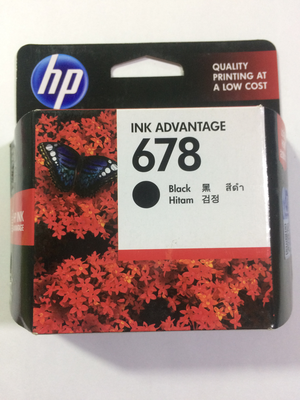 hp
QUALITY
PRINTING AT
A LOW COST
INK ADVANTAGE
678
Black 黑 สีดำ
Hitam 검정